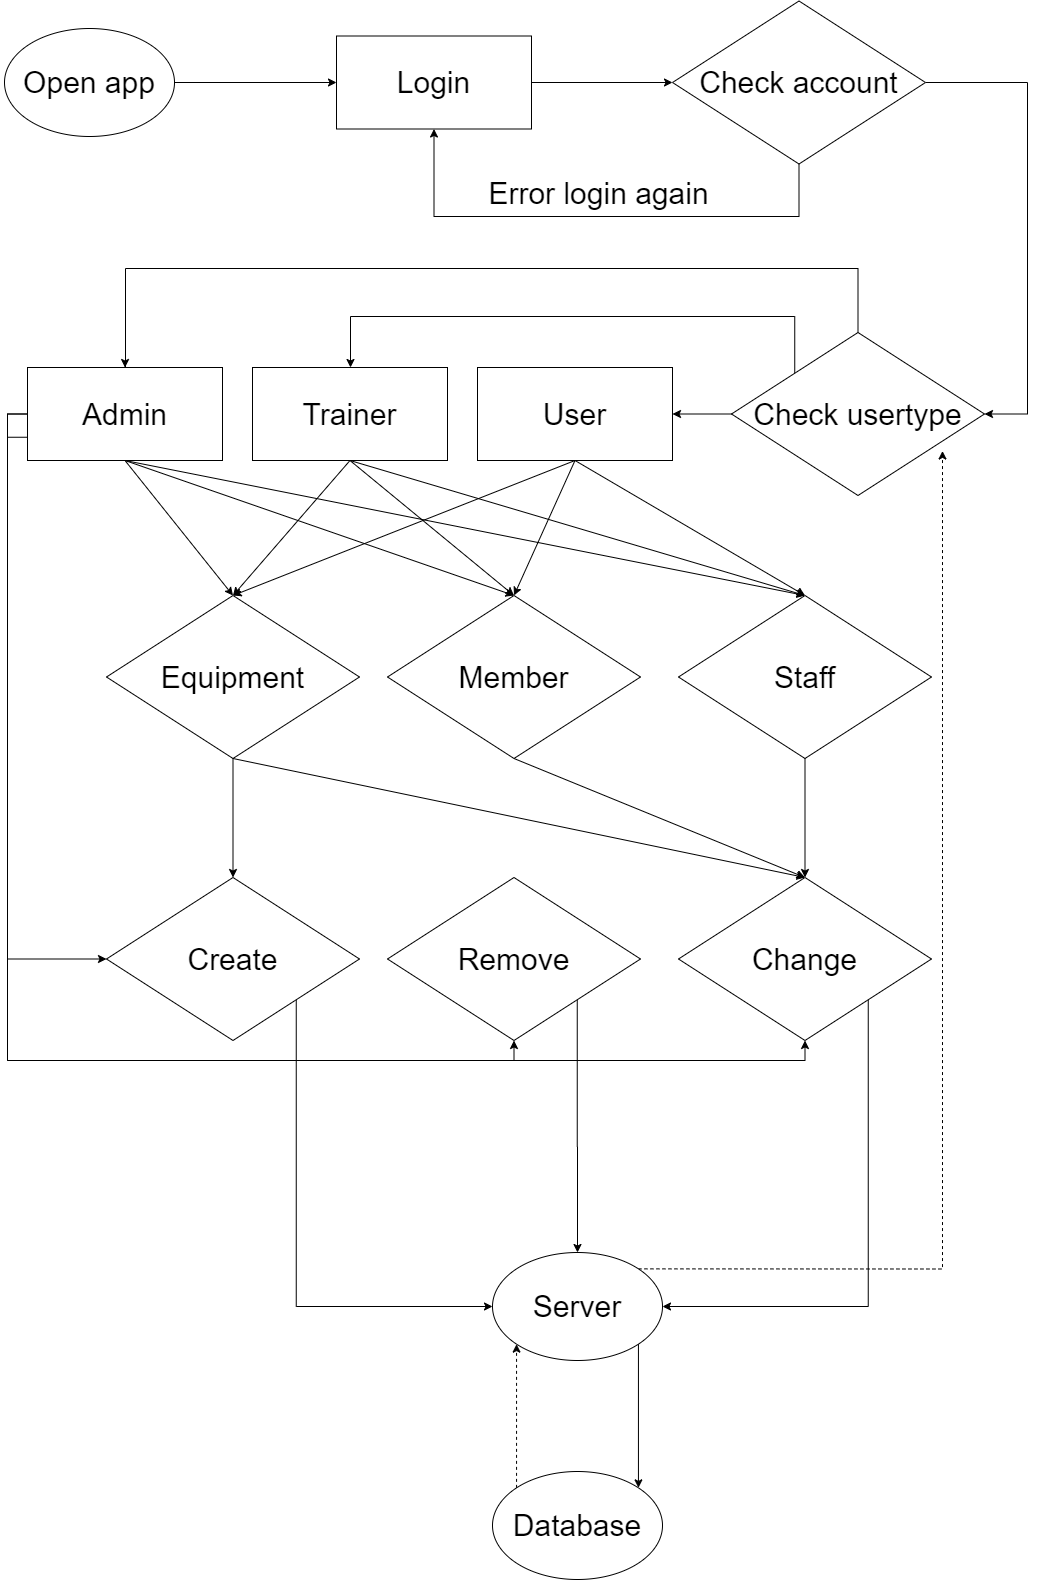 Open app
Login
Check account
Error login again
Admin
Trainer
User
Check usertype
Equipment
Member
Staff
Create
Remove
Change
Server
Database